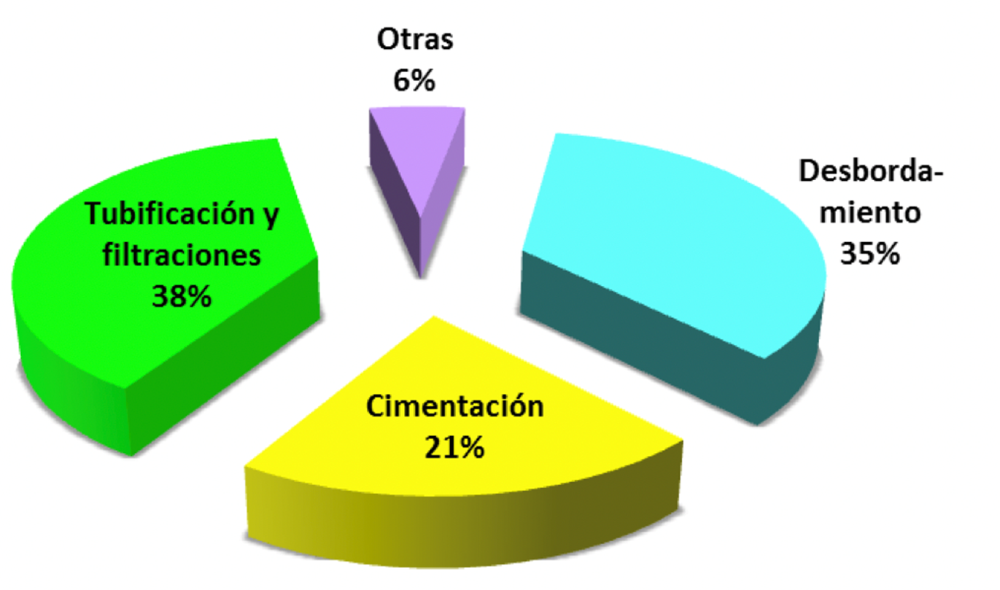 Otras
6%
Desborda-
miento
35%
Tubificación y
filtraciones
38%
Cimentación
21%